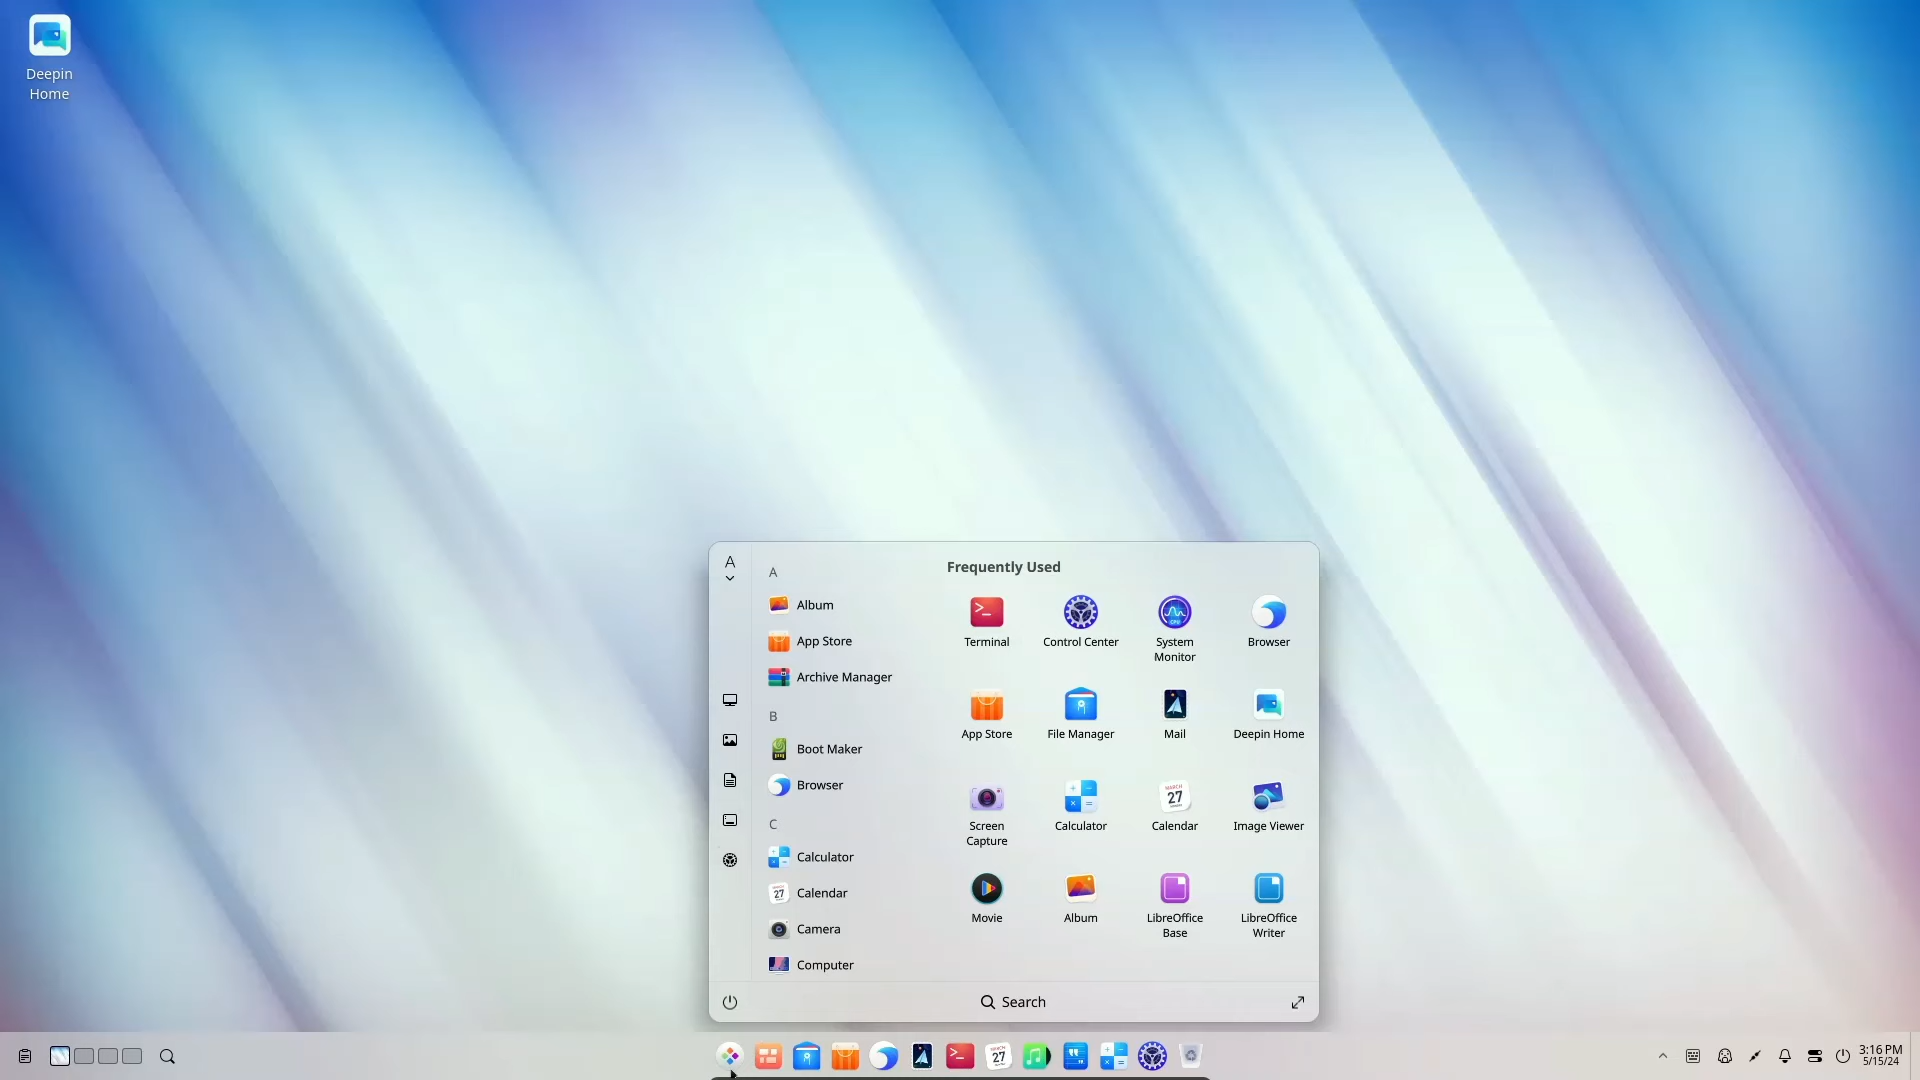 Deepin
Home
A
A
Album
App Store
Archive Manager
B
Boot Maker
Browser
C
Calculator
Calendar
Camera
Computer
Frequently Used
Terminal
Control Center
System
Monitor
Browser
App Store
File Manager
Mail
Deepin Home
Screen
Capture
Calculator
Calendar
Image Viewer
Movie
Album
LibreOffice
Base
LibreOffice
Writer
Search
3:16 PM
5/15/24